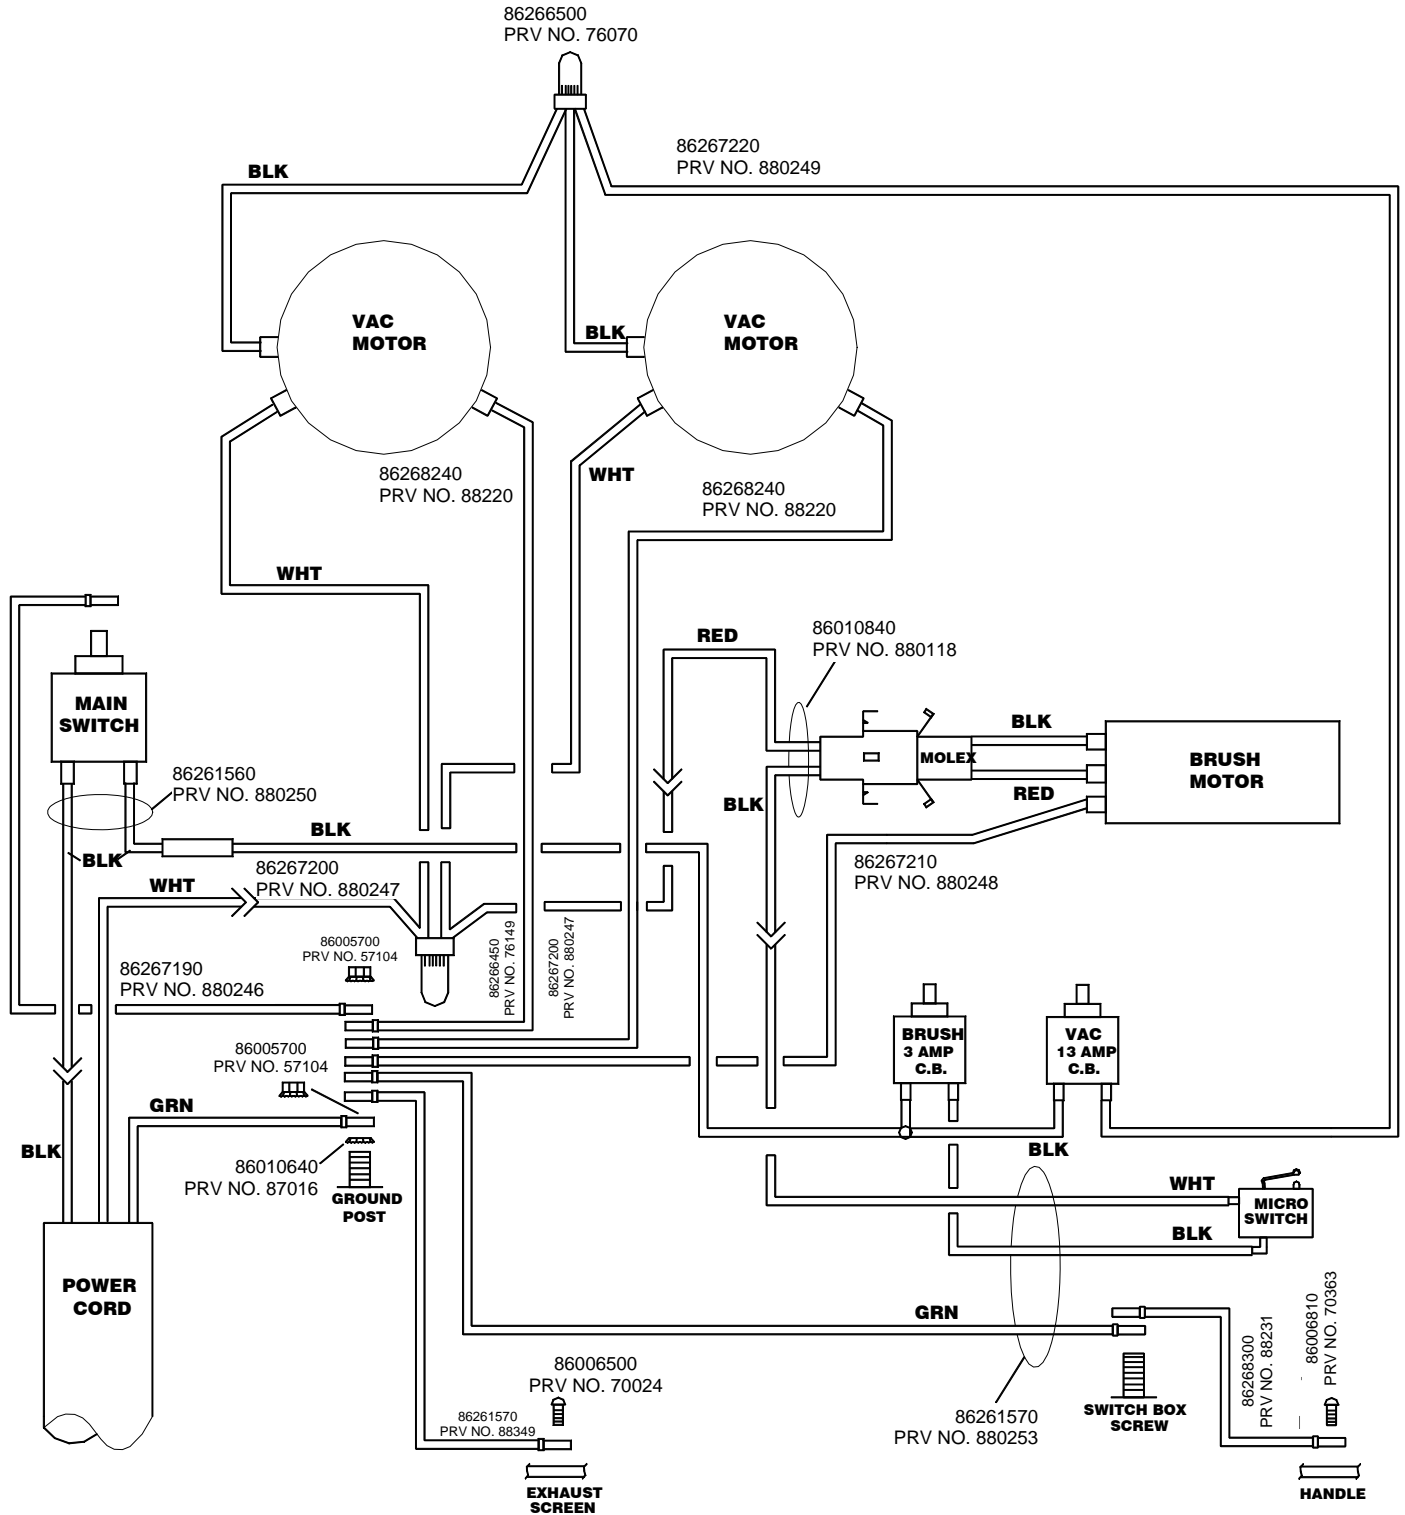 86266500
PRV NO. 76070
86267220
PRV NO. 880249
BLK
VAC
MOTOR
BLK
VAC
MOTOR
86268240
PRV NO. 88220
WHT
86268240
PRV NO. 88220
WHT
RED
86010840
PRV NO. 880118
MAIN
SWITCH
BLK
MOLEX
BRUSH
MOTOR
RED
86261560
PRV NO. 880250
BLK
BLK
BLK
86267200
PRV NO. 880247
WHT
86267210
PRV NO. 880248
86005700
PRV NO. 57104
86266450
PRV NO. 76149
86267200
PRV NO. 880247
86267190
PRV NO. 880246
BRUSH
3 AMP
C.B.
VAC
13 AMP
C.B.
86005700
PRV NO. 57104
GRN
BLK
BLK
86010640
PRV NO. 87016
GROUND
POST
WHT
MICRO
SWITCH
BLK
POWER
CORD
GRN
86268300
PRV NO. 88231
86006810
PRV NO. 70363
86006500
PRV NO. 70024
86261570
PRV NO. 88349
86261570
PRV NO. 880253
SWITCH BOX
SCREW
EXHAUST
SCREEN
HANDLE